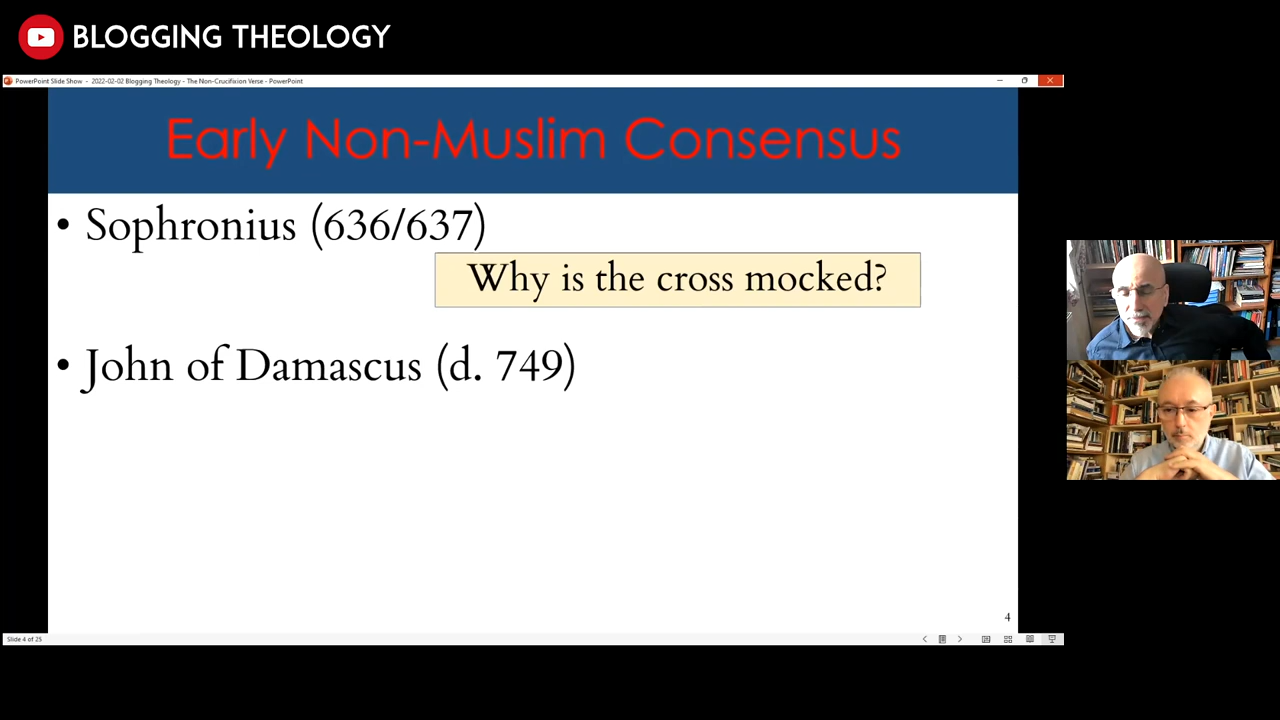 BLOGGING THEOLOGY
PowerPoint Slide Show - 2022-02-02 Blogging Theology - The Non-Crucifixion Verse - PowerPoint
Early Non-Muslim Consensus
• Sophronius (636/637)
Why is the cross mocked?
• John of Damascus (d. 749)
4
Slide 4 of 25